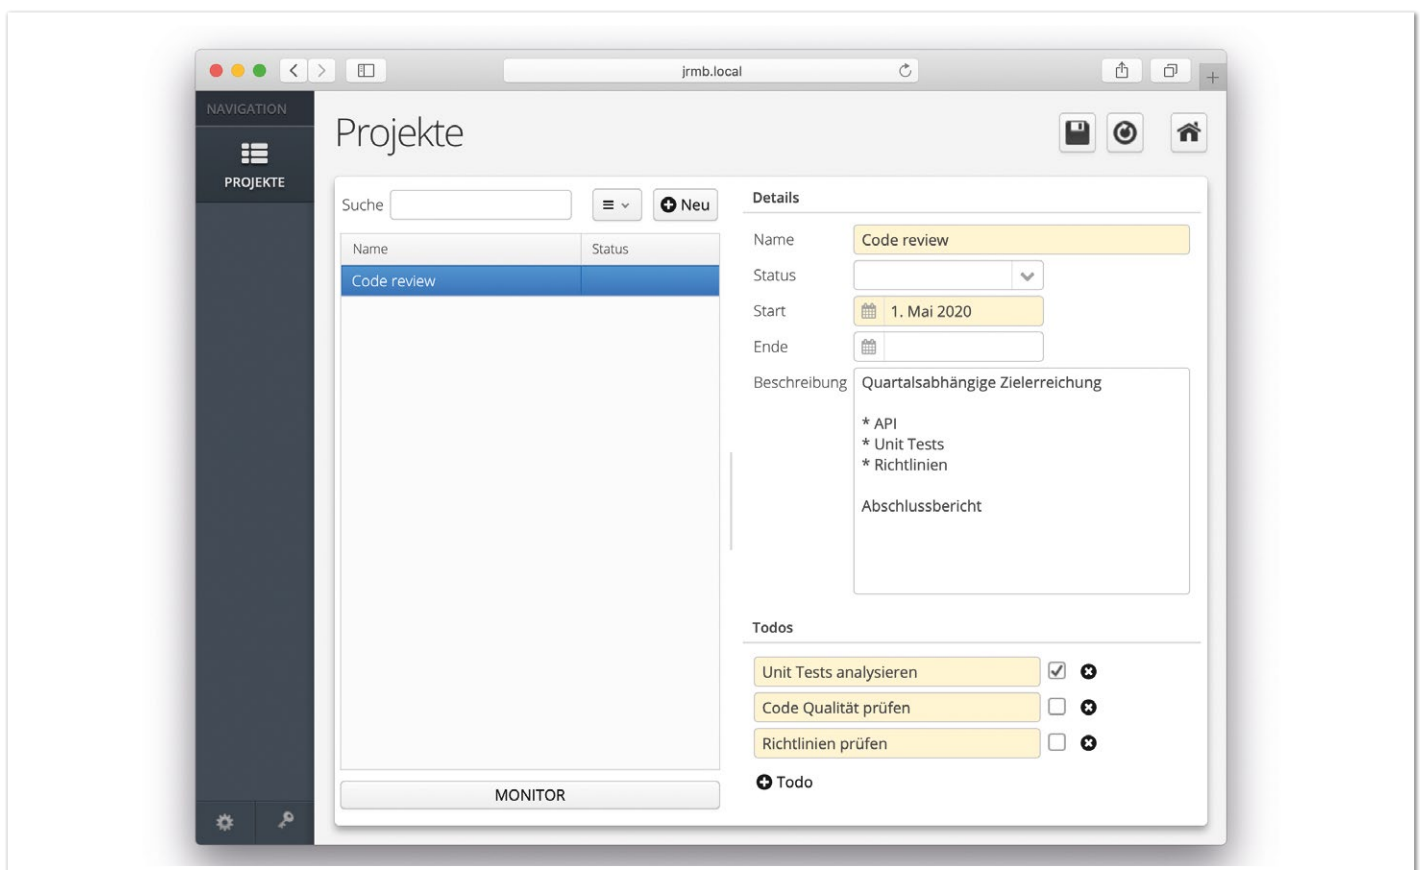 jrmb.local
NAVIGATION
PROJEKTE
Projekte
Suche
Neu
Name Status
Code review
MONITOR
Details
Name Code review
Status
Start 1. Mai 2020
Ende
Beschreibung Quartalsabhängige Zielerreichung
* API
* Unit Tests
* Richtlinien
Abschlussbericht
Todos
Unit Tests analysieren
Code Qualität prüfen
Richtlinien prüfen
Todo